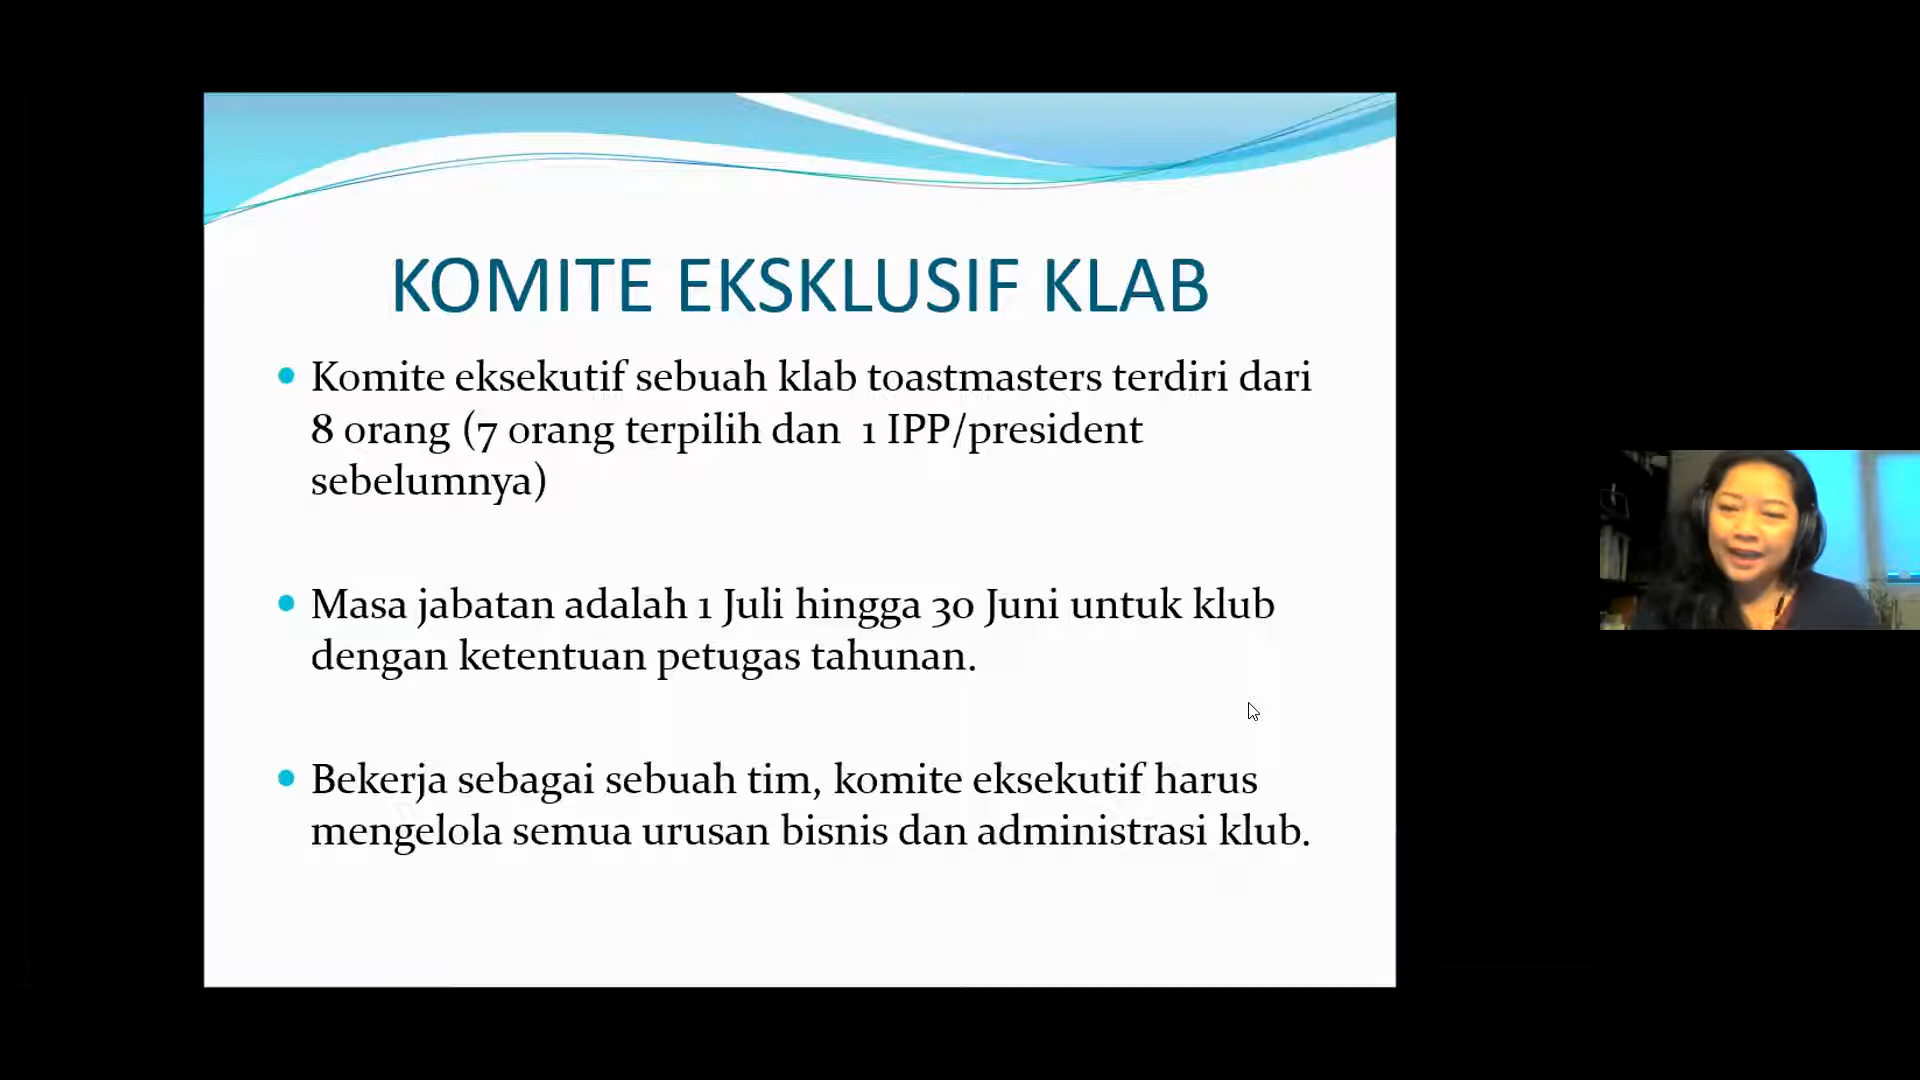 KOMITE EKSKLUSIF KLAB
• Komite eksekutif sebuah klab toastmasters terdiri dari
8 orang (7 orang terpilih dan  1 IPP/president
sebelumnya)
• Masa jabatan adalah 1 Juli hingga 30 Juni untuk klub
dengan ketentuan petugas tahunan.
• Bekerja sebagai sebuah tim, komite eksekutif harus
mengelola semua urusan bisnis dan administrasi klub.